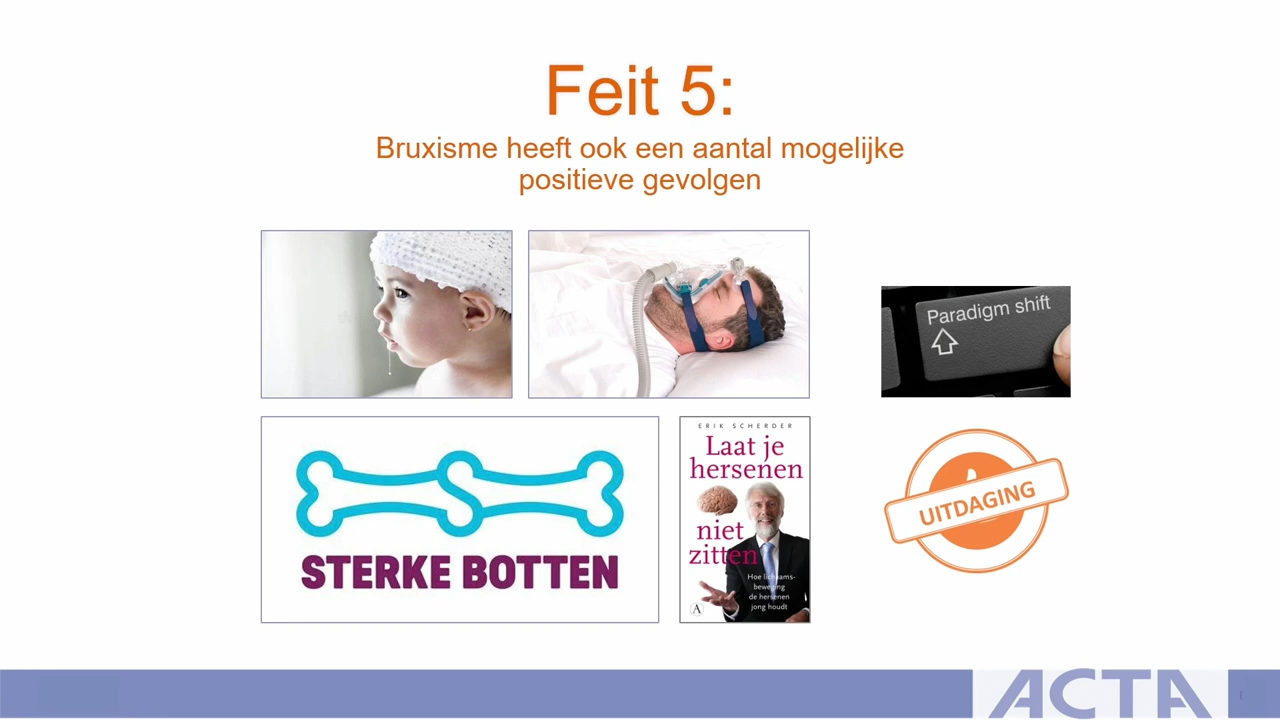 Feit 5:
Bruxisme heeft ook een aantal mogelijke
positieve gevolgen
Paradigm shift
STERKE BOTTEN
ERIK SCHERDER
Laat je
hersenen
niet
zitten
Hoe lichaams-
beweging
de hersenen
jong houdt
A
UITDAGING
ACTA